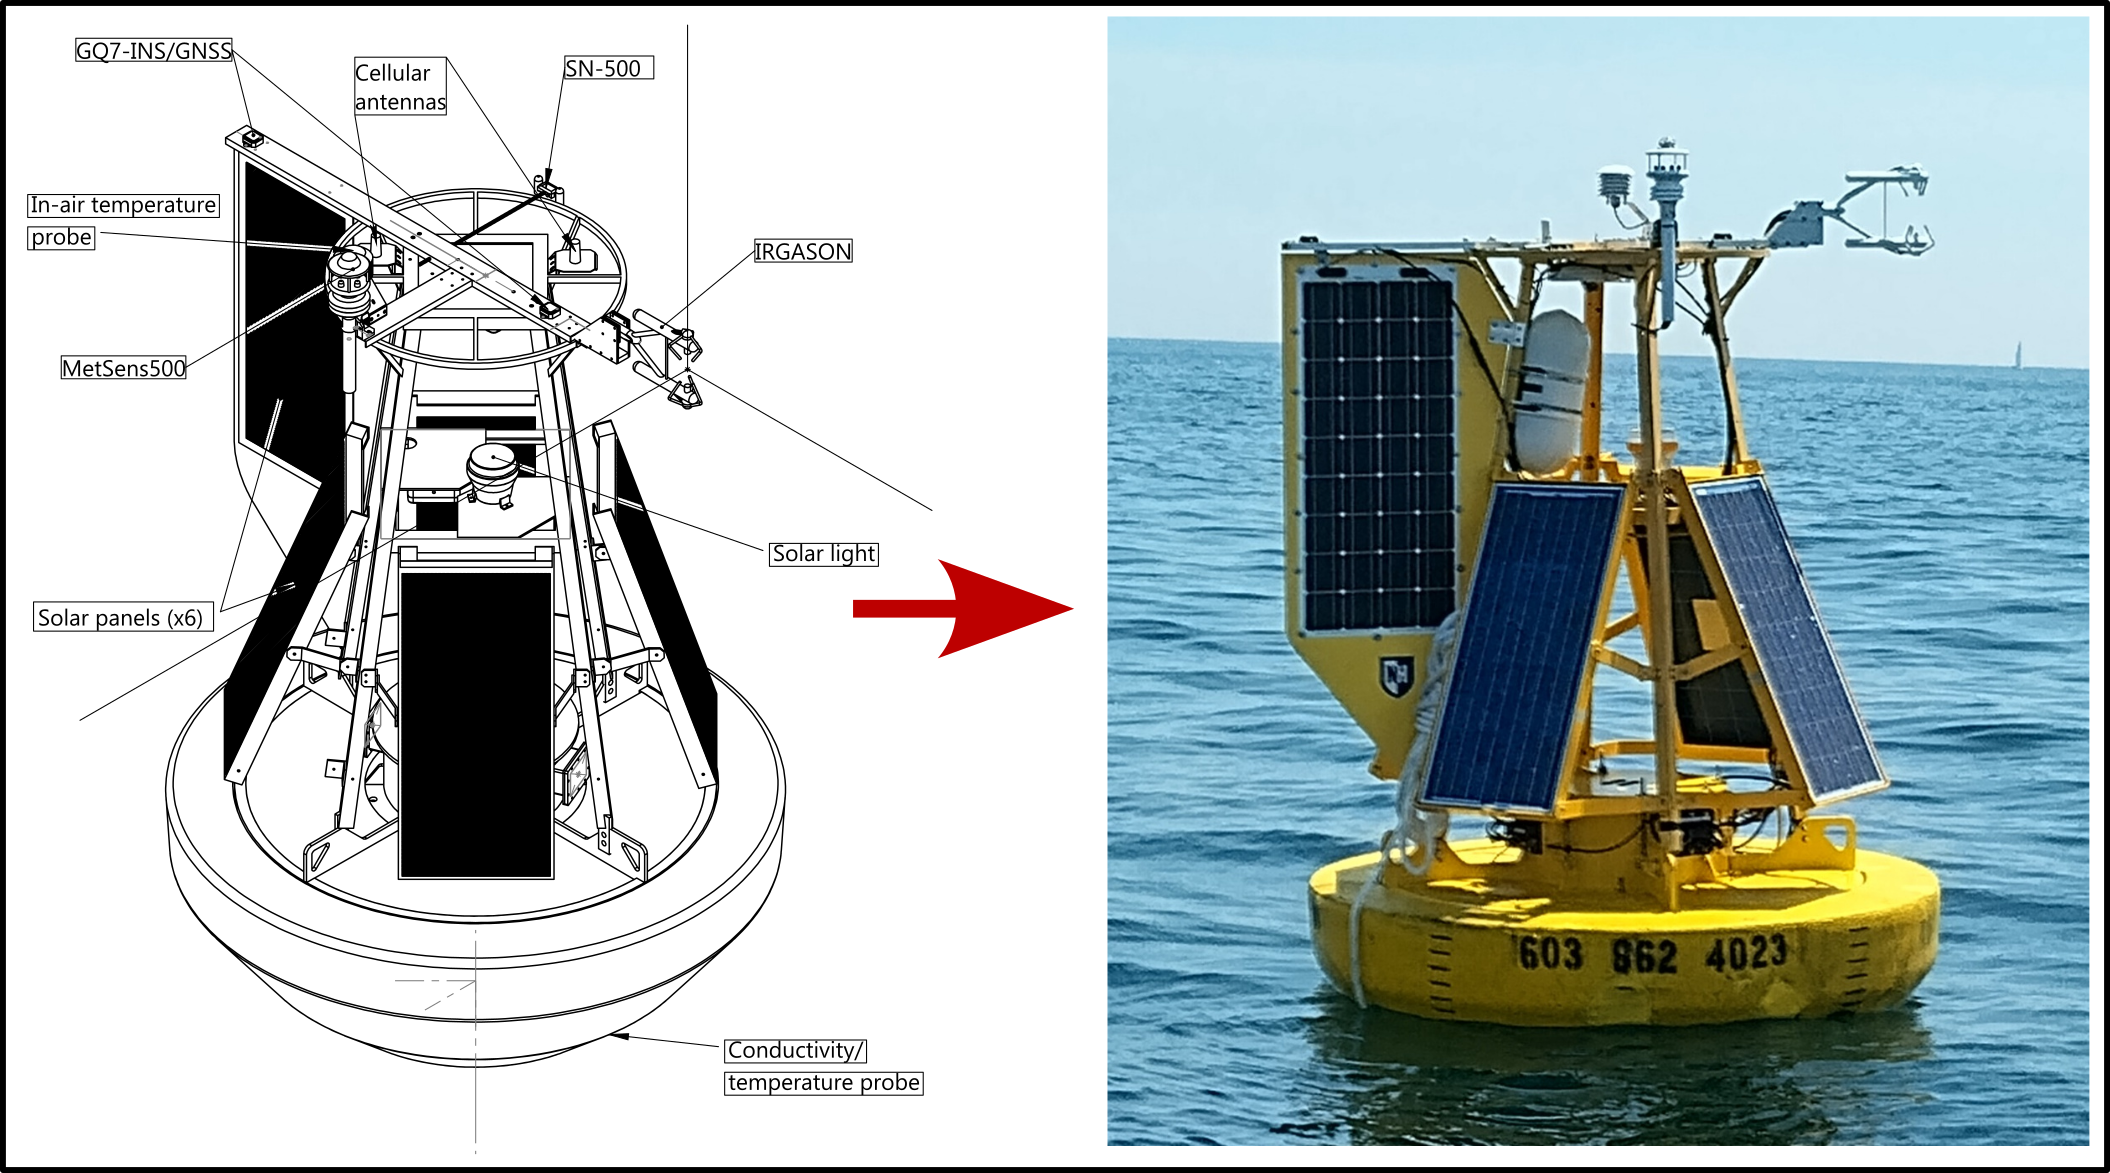 GQ7-INS/GNSS
Cellular
antennas
SN-500
In-air temperature
probe
IRGASON
MetSens500
Solar light
Solar panels (x6)
Conductivity/
temperature probe
NH
603 862 4023